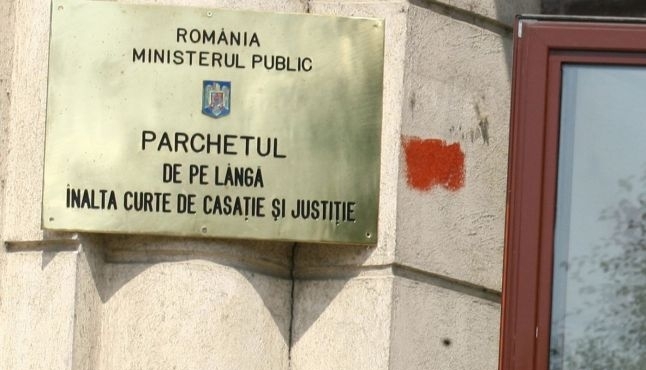 ROMÂNIA
MINISTERUL PUBLIC
PARCHETUL
DE PE LÂNGĂ
ÎNALTA CURTE DE CASAȚIE ȘI JUSTIȚIE